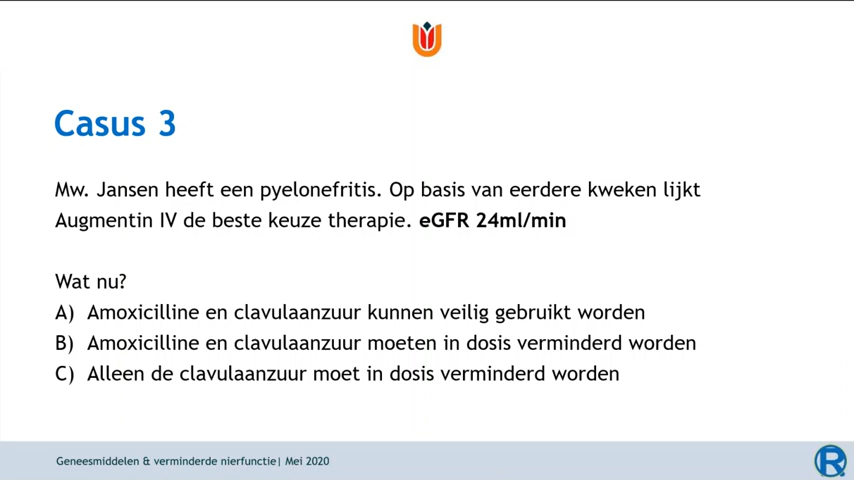 Casus 3
Mw. Jansen heeft een pyelonefritis. Op basis van eerdere kweken lijkt
Augmentin IV de beste keuze therapie. eGFR 24ml/min
Wat nu?
A) Amoxicilline en clavulaanzuur kunnen veilig gebruikt worden
B) Amoxicilline en clavulaanzuur moeten in dosis verminderd worden
C) Alleen de clavulaanzuur moet in dosis verminderd worden
Geneesmiddelen & verminderde nierfunctie| Mei 2020
R